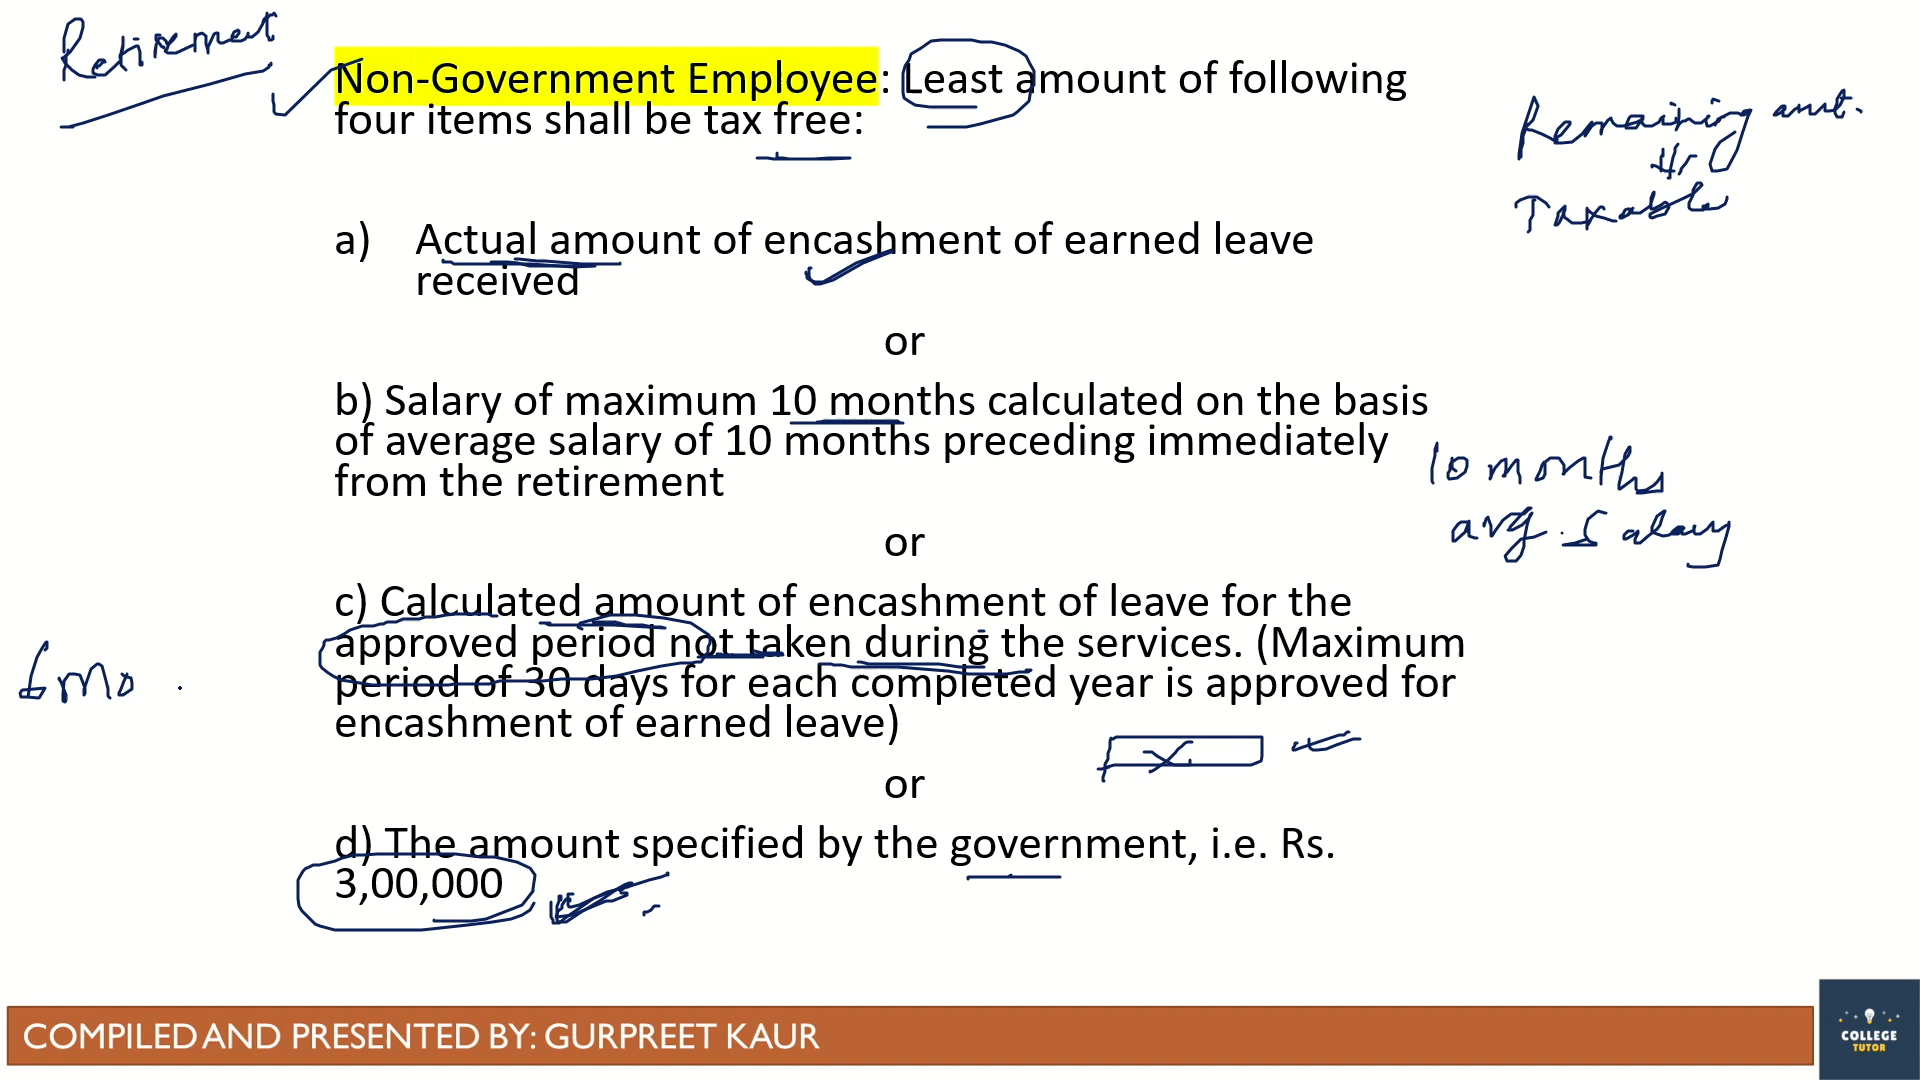 Retirement
Non-Government Employee: Least amount of following
four items shall be tax free:
Remaining amt.
Taxable
a) Actual amount of encashment of earned leave
received
or
b) Salary of maximum 10 months calculated on the basis
of average salary of 10 months preceding immediately
from the retirement
10 months
avg. Salary
or
c) Calculated amount of encashment of leave for the
approved period not taken during the services. (Maximum
period of 30 days for each completed year is approved for
encashment of earned leave)
or
d) The amount specified by the government, i.e. Rs.
3,00,000
COMPILED AND PRESENTED BY: GURPREET KAUR
COLLEGE
TUTOR